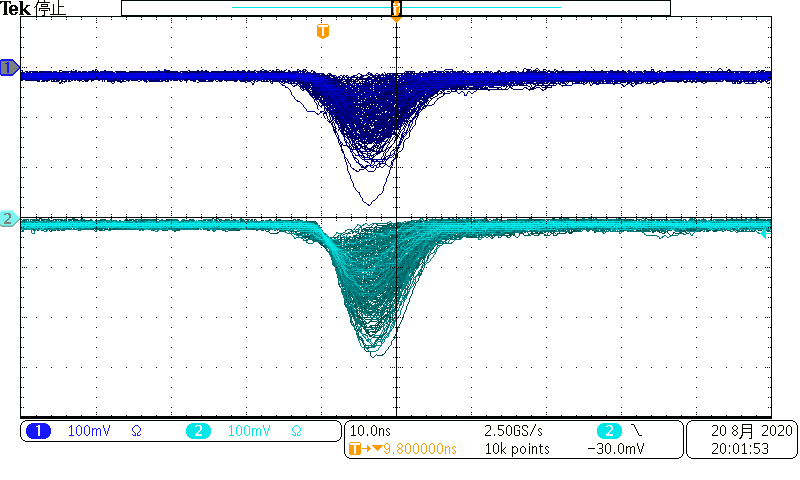 Tek 停止
T
1
2
1 100mV Ω 2 100mV Ω
10.0ns 2.50GS/s 2
T→▼9.800000ns 10k points −30.0mV
20 8月 2020
20:01:53